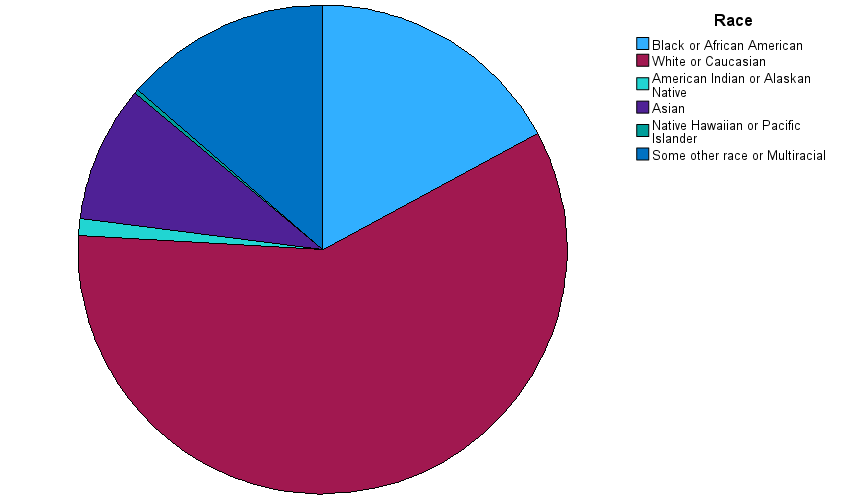 Race
Black or African American
White or Caucasian
American Indian or Alaskan
Native
Asian
Native Hawaiian or Pacific
Islander
Some other race or Multiracial